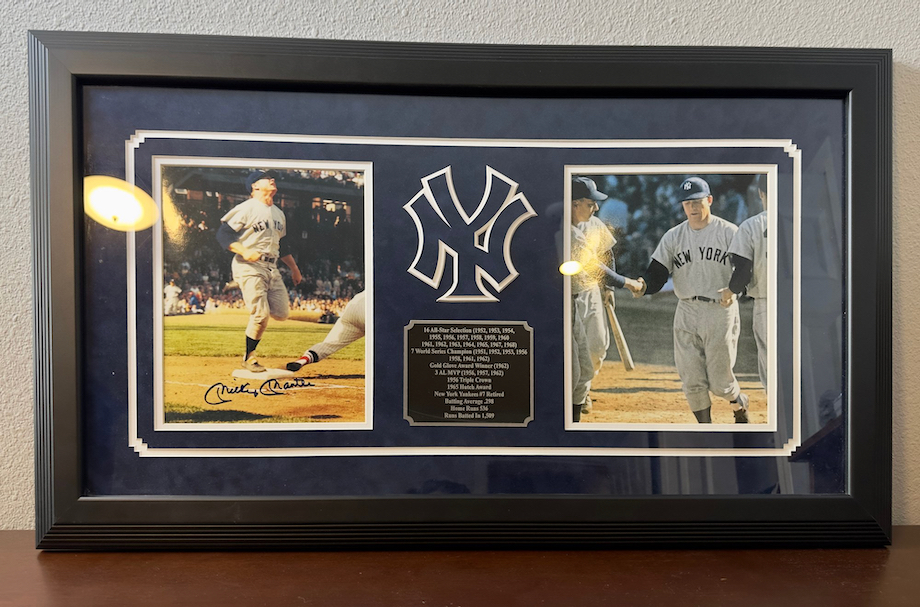 NEW YORK
Mickey Mantle
NY
16 All-Star Selection (1952, 1953, 1954,
1955, 1956, 1957, 1958, 1959, 1960
1961, 1962, 1963, 1964, 1965, 1967, 1968)
7 World Series Champion (1951, 1952, 1953, 1956
1958, 1961, 1962)
Gold Glove Award Winner (1962)
3 AL MVP (1956, 1957, 1962)
1956 Triple Crown
1965 Hutch Award
New York Yankees #7 Retired
Batting Average .298
Home Runs 536
Runs Batted In 1,509
NY
NEW YORK